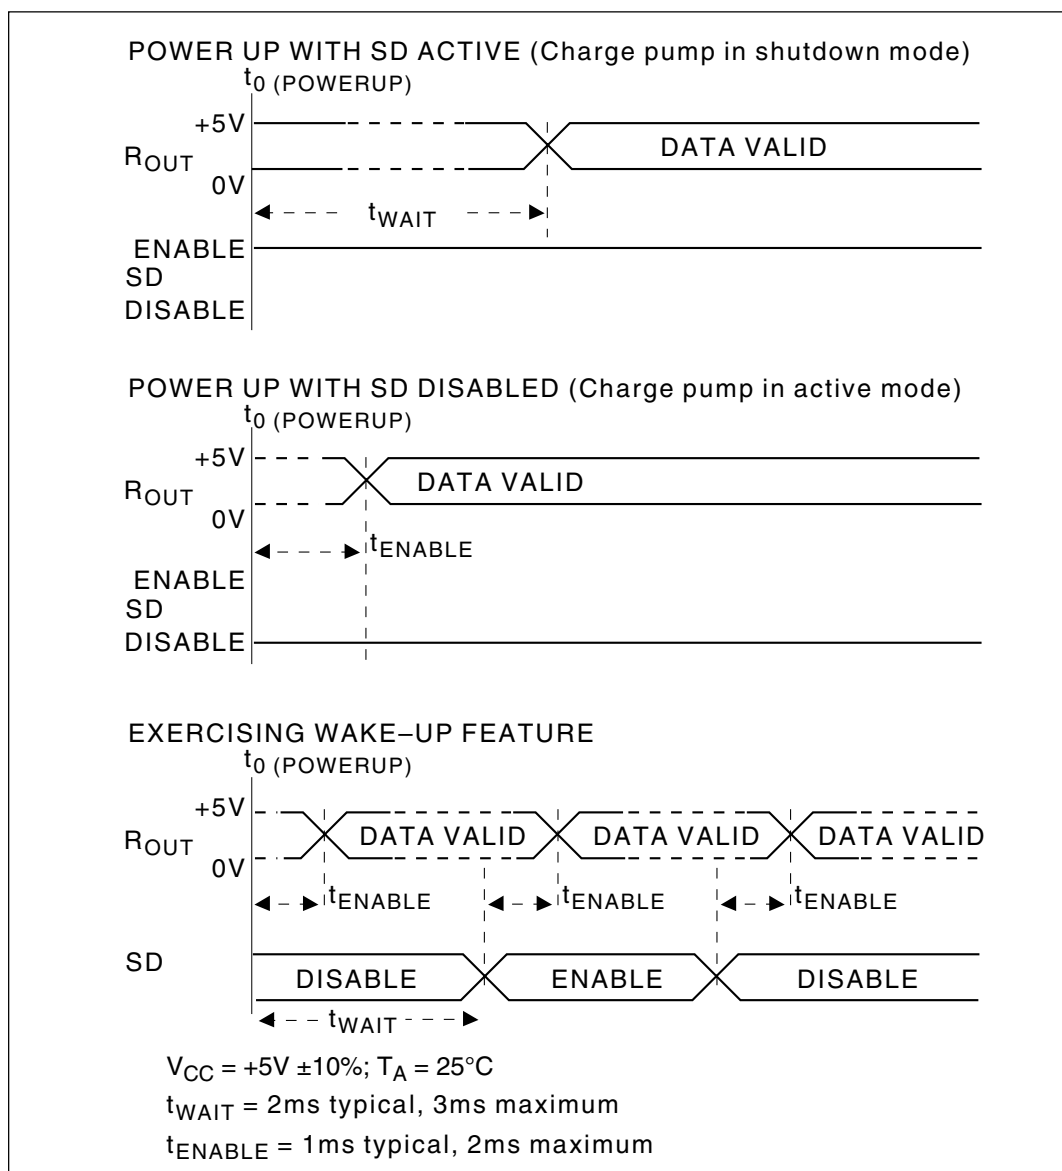 POWER UP WITH SD ACTIVE (Charge pump in shutdown mode)
t0 (POWERUP)
+5V
ROUT
DATA VALID
0V
tWAIT
ENABLE
SD
DISABLE
POWER UP WITH SD DISABLED (Charge pump in active mode)
t0 (POWERUP)
+5V
ROUT
DATA VALID
0V
tENABLE
ENABLE
SD
DISABLE
EXERCISING WAKE–UP FEATURE
t0 (POWERUP)
+5V
ROUT
DATA VALID DATA VALID DATA VALID
0V
tENABLE tENABLE tENABLE
SD
DISABLE ENABLE DISABLE
tWAIT
VCC = +5V ±10%; TA = 25°C
tWAIT = 2ms typical, 3ms maximum
tENABLE = 1ms typical, 2ms maximum